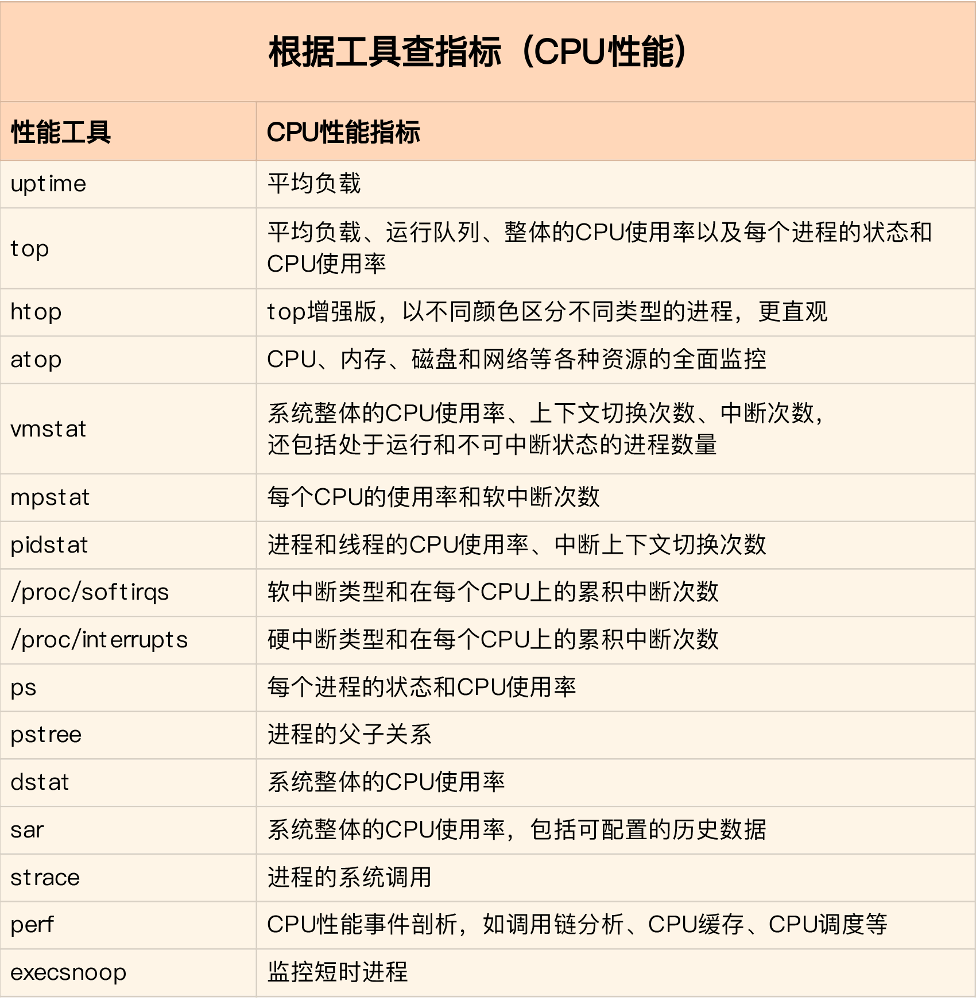 根据工具查指标（CPU性能）
性能工具
CPU性能指标
uptime
平均负载
top
平均负载、运行队列、整体的CPU使用率以及每个进程的状态和
CPU使用率
htop
top增强版，以不同颜色区分不同类型的进程，更直观
atop
CPU、内存、磁盘和网络等各种资源的全面监控
vmstat
系统整体的CPU使用率、上下文切换次数、中断次数，
还包括处于运行和不可中断状态的进程数量
mpstat
每个CPU的使用率和软中断次数
pidstat
进程和线程的CPU使用率、中断上下文切换次数
/proc/softirqs
软中断类型和在每个CPU上的累积中断次数
/proc/interrupts
硬中断类型和在每个CPU上的累积中断次数
ps
每个进程的状态和CPU使用率
pstree
进程的父子关系
dstat
系统整体的CPU使用率
sar
系统整体的CPU使用率，包括可配置的历史数据
strace
进程的系统调用
perf
CPU性能事件剖析，如调用链分析、CPU缓存、CPU调度等
execsnoop
监控短时进程